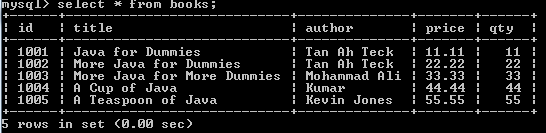 mysql> select * from books;
+------+----------------------------+--------------+-------+------+
| id | title | author | price | qty |
+------+----------------------------+--------------+-------+------+
| 1001 | Java for Dummies | Tan Ah Teck | 11.11 | 11 |
| 1002 | More Java for Dummies | Tan Ah Teck | 22.22 | 22 |
| 1003 | More Java for More Dummies | Mohammad Ali | 33.33 | 33 |
| 1004 | A Cup of Java | Kumar | 44.44 | 44 |
| 1005 | A Teaspoon of Java | Kevin Jones | 55.55 | 55 |
+------+----------------------------+--------------+-------+------+
5 rows in set (0.00 sec)